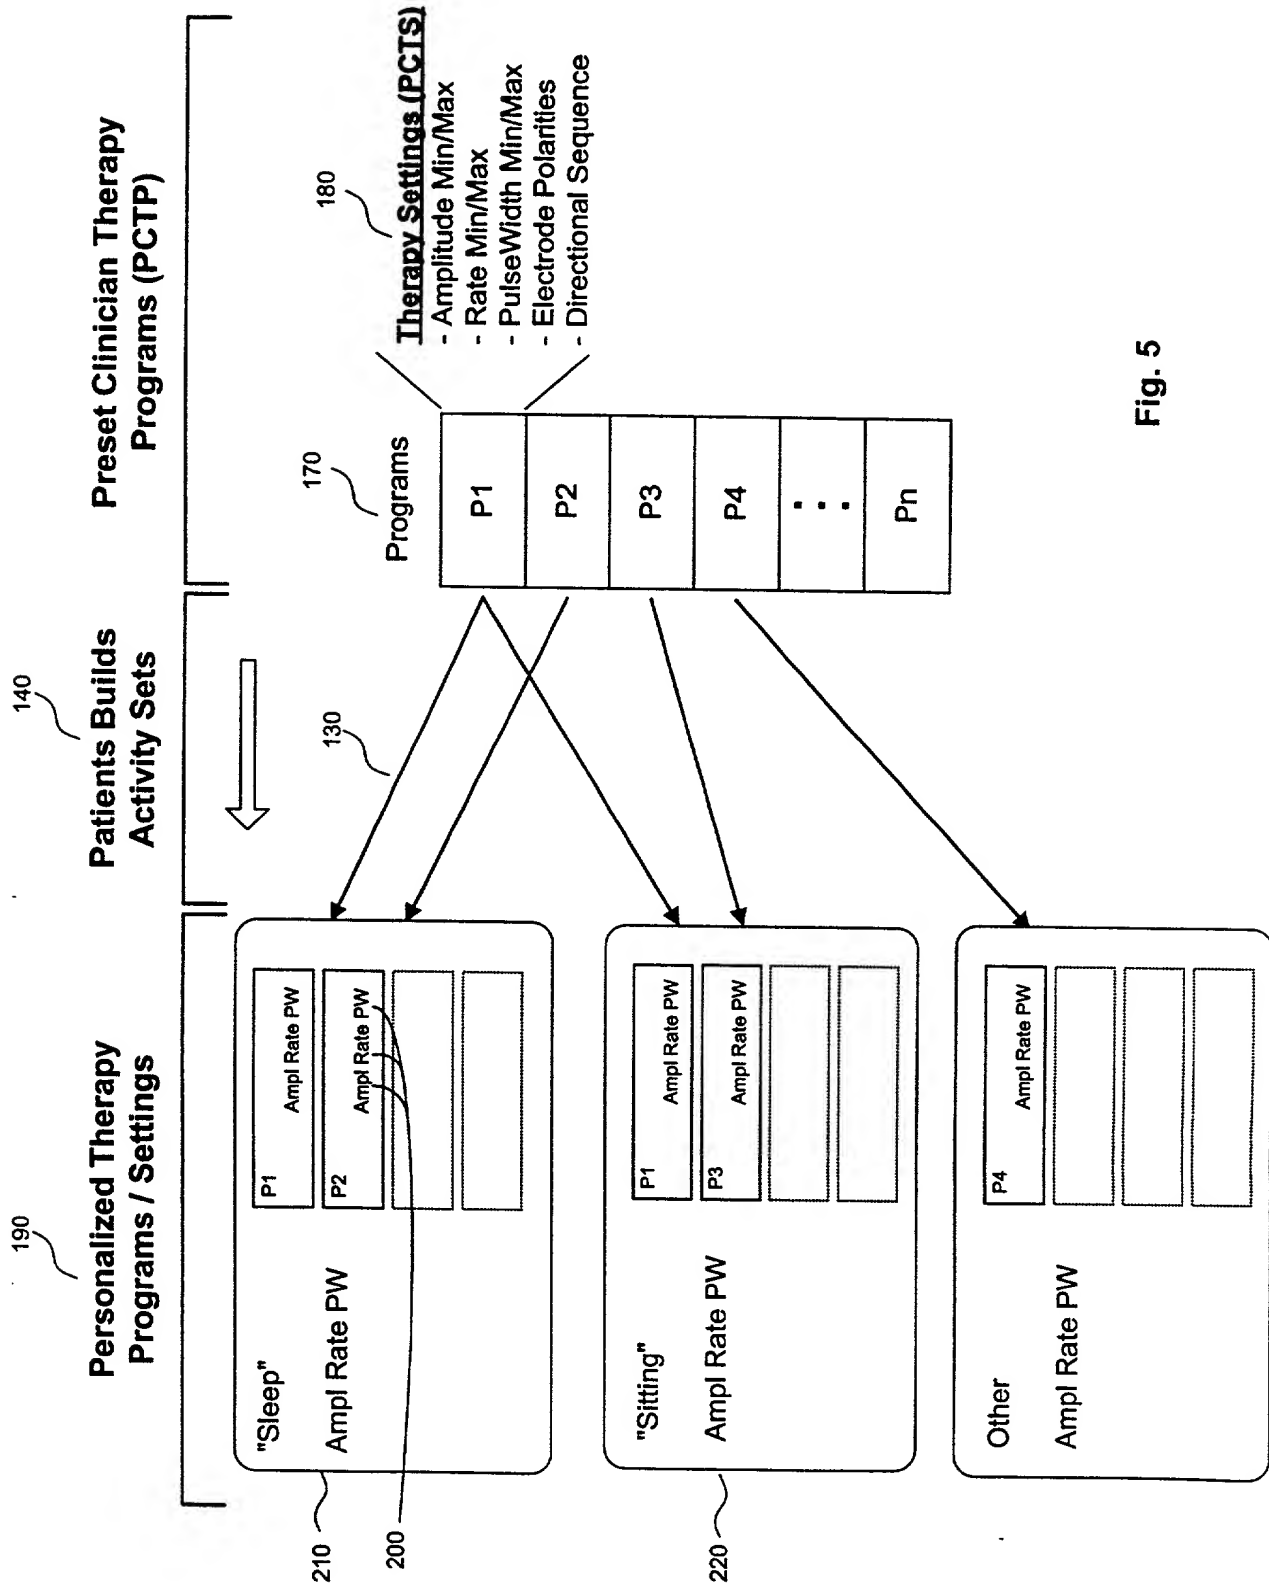 190
Personalized Therapy
Programs / Settings
140
Patients Builds
Activity Sets
Preset Clinician Therapy
Programs (PCTP)
210
"Sleep"
Ampl Rate PW
P1
Ampl Rate PW
P2
Ampl Rate PW
200
220
"Sitting"
Ampl Rate PW
P1
Ampl Rate PW
P3
Ampl Rate PW
Other
Ampl Rate PW
P4
Ampl Rate PW
130
170
Programs
P1
P2
P3
P4
. . .
Pn
180
Therapy Settings (PCTS)
- Amplitude Min/Max
- Rate Min/Max
- PulseWidth Min/Max
- Electrode Polarities
- Directional Sequence
Fig. 5